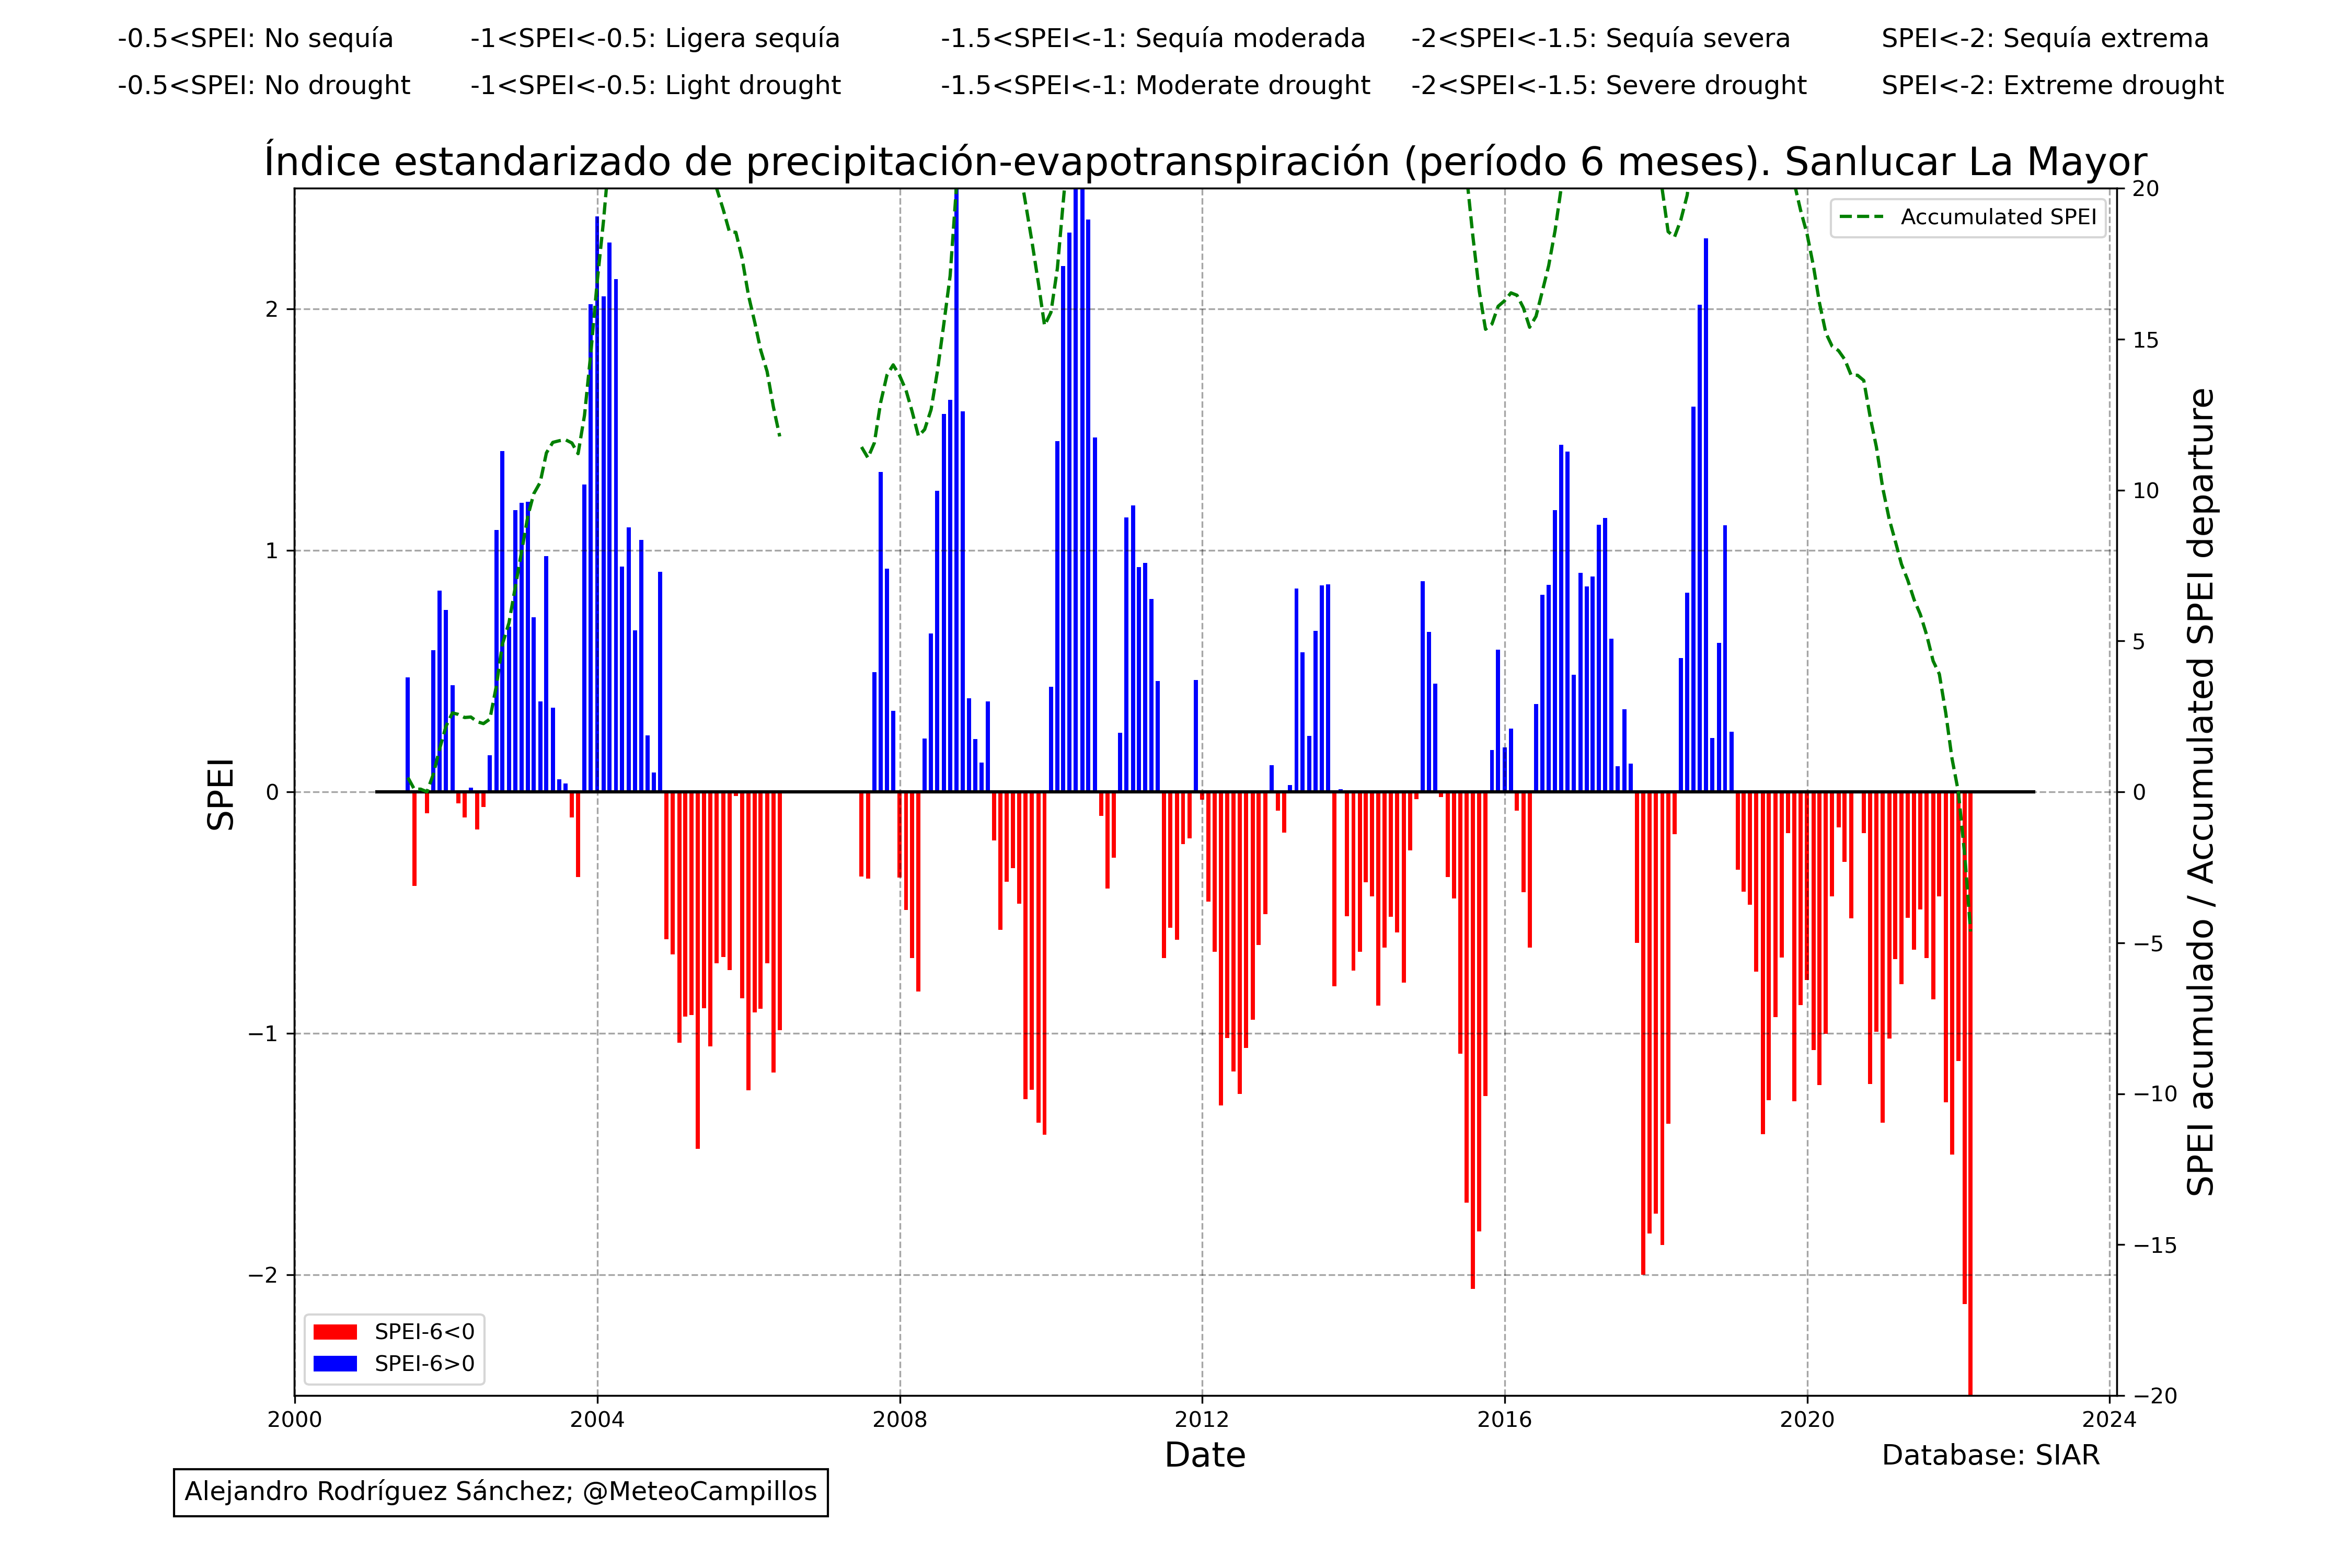 -0.5<SPEI: No sequía -1<SPEI<-0.5: Ligera sequía -1.5<SPEI<-1: Sequía moderada -2<SPEI<-1.5: Sequía severa SPEI<-2: Sequía extrema
-0.5<SPEI: No drought -1<SPEI<-0.5: Light drought -1.5<SPEI<-1: Moderate drought -2<SPEI<-1.5: Severe drought SPEI<-2: Extreme drought
Índice estandarizado de precipitación-evapotranspiración (período 6 meses). Sanlucar La Mayor
Accumulated SPEI
SPEI
2
1
0
−1
−2
20
15
10
5
0
−5
−10
−15
−20
SPEI acumulado / Accumulated SPEI departure
SPEI-6<0
SPEI-6>0
2000 2004 2008 2012 2016 2020 2024
Date
Database: SIAR
Alejandro Rodríguez Sánchez; @MeteoCampillos